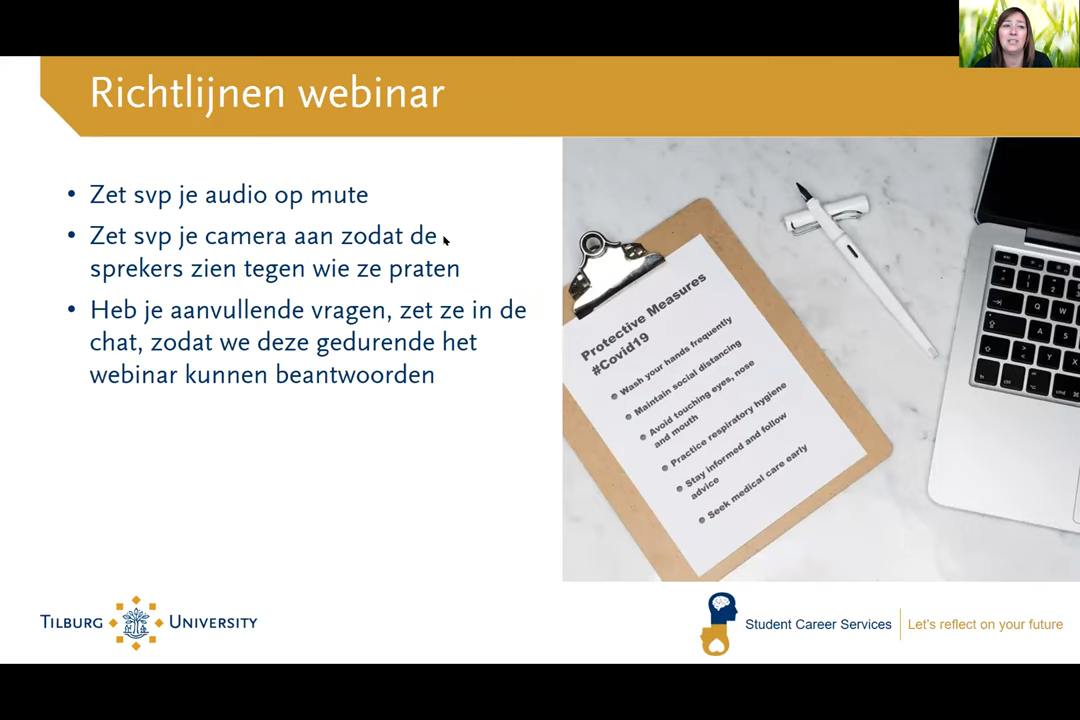 Richtlijnen webinar
• Zet svp je audio op mute
• Zet svp je camera aan zodat de
sprekers zien tegen wie ze praten
• Heb je aanvullende vragen, zet ze in de
chat, zodat we deze gedurende het
webinar kunnen beantwoorden
Protective Measures
#Covid19
Wash your hands frequently
Maintain social distancing
Avoid touching eyes, nose
and mouth
Practice respiratory hygiene
Stay informed and follow
advice
Seek medical care early
TILBURG UNIVERSITY
Student Career Services
Let's reflect on your future